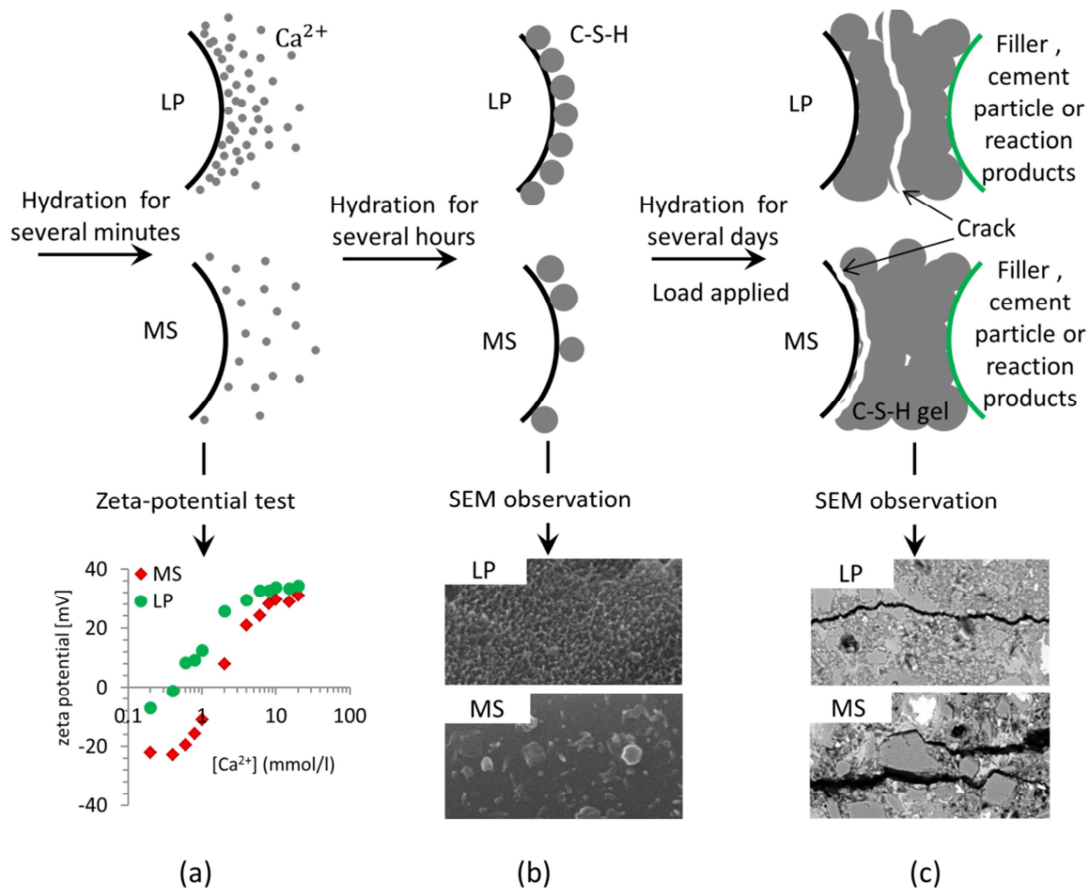 Ca²⁺
LP
Hydration for
several minutes
MS
C-S-H
LP
Hydration for
several hours
MS
LP
Filler ,
cement
particle or
reaction
products
Hydration for
several days
Load applied
Crack
MS
Filler ,
cement
particle or
reaction
products
C-S-H gel
Zeta-potential test
SEM observation
SEM observation
zeta potential [mV]
40
20
0
-20
-40
MS
LP
0.1
1
10
100
[Ca²⁺] (mmol/l)
LP
MS
LP
MS
(a)
(b)
(c)